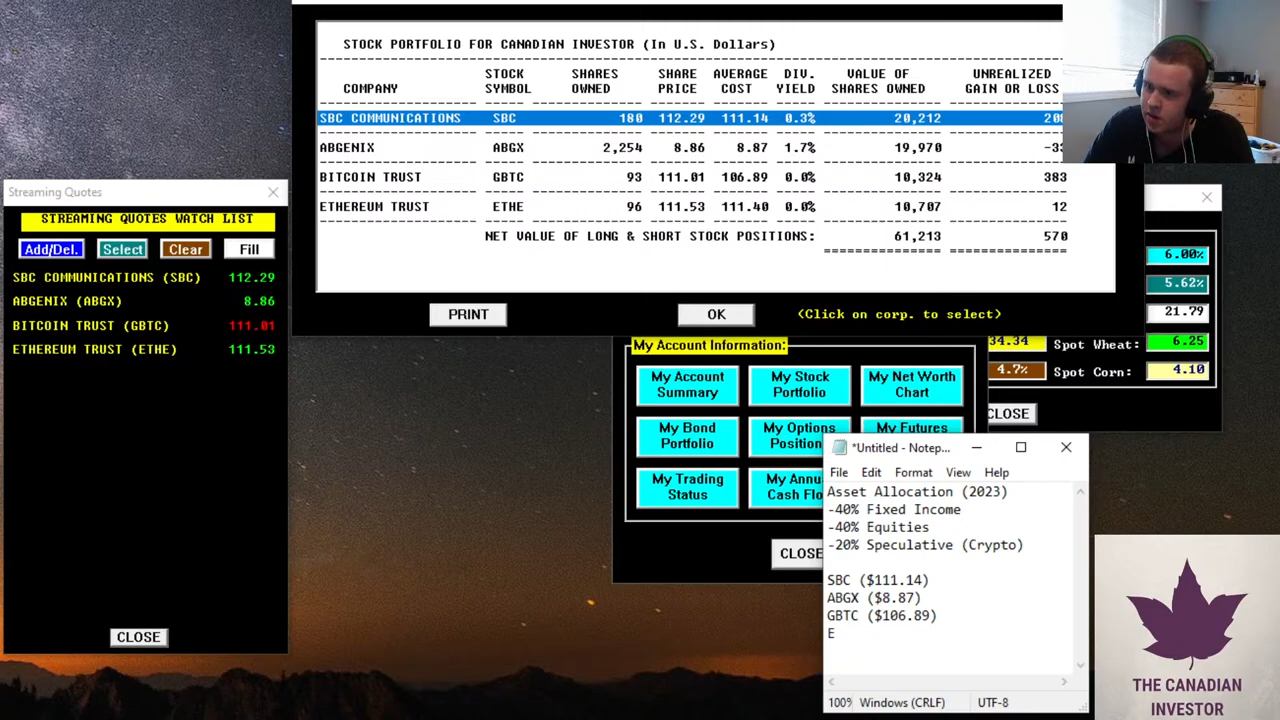 STOCK PORTFOLIO FOR CANADIAN INVESTOR (In U.S. Dollars)
STOCK SHARES SHARE AVERAGE DIV. VALUE OF UNREALIZED
COMPANY SYMBOL OWNED PRICE COST YIELD SHARES OWNED GAIN OR LOSS
SBC COMMUNICATIONS SBC 180 112.29 111.14 0.3% 20,212
ABGENIX ABGX 2,254 8.86 8.87 1.7% 19,970
BITCOIN TRUST GBTC 93 111.01 106.89 0.0% 10,324 383
ETHEREUM TRUST ETHE 96 111.53 111.40 0.0% 10,707 12
NET VALUE OF LONG & SHORT STOCK POSITIONS: 61,213 570
PRINT OK (Click on corp. to select)
Streaming Quotes
STREAMING QUOTES WATCH LIST
Add/Del. Select Clear Fill
SBC COMMUNICATIONS (SBC) 112.29
ABGENIX (ABGX) 8.86
BITCOIN TRUST (GBTC) 111.01
ETHEREUM TRUST (ETHE) 111.53
CLOSE
6.00%
5.62%
21.79
34.34 Spot Wheat: 6.25
4.7% Spot Corn: 4.10
CLOSE
My Account Information:
My Account Summary
My Stock Portfolio
My Net Worth Chart
My Bond Portfolio
My Options
My Futures
My Trading Status
CLOSE
*Untitled - Notep...
File Edit Format View Help
Asset Allocation (2023)
-40% Fixed Income
-40% Equities
-20% Speculative (Crypto)
SBC ($111.14)
ABGX ($8.87)
GBTC ($106.89)
E
100% Windows (CRLF) UTF-8
THE CANADIAN
INVESTOR